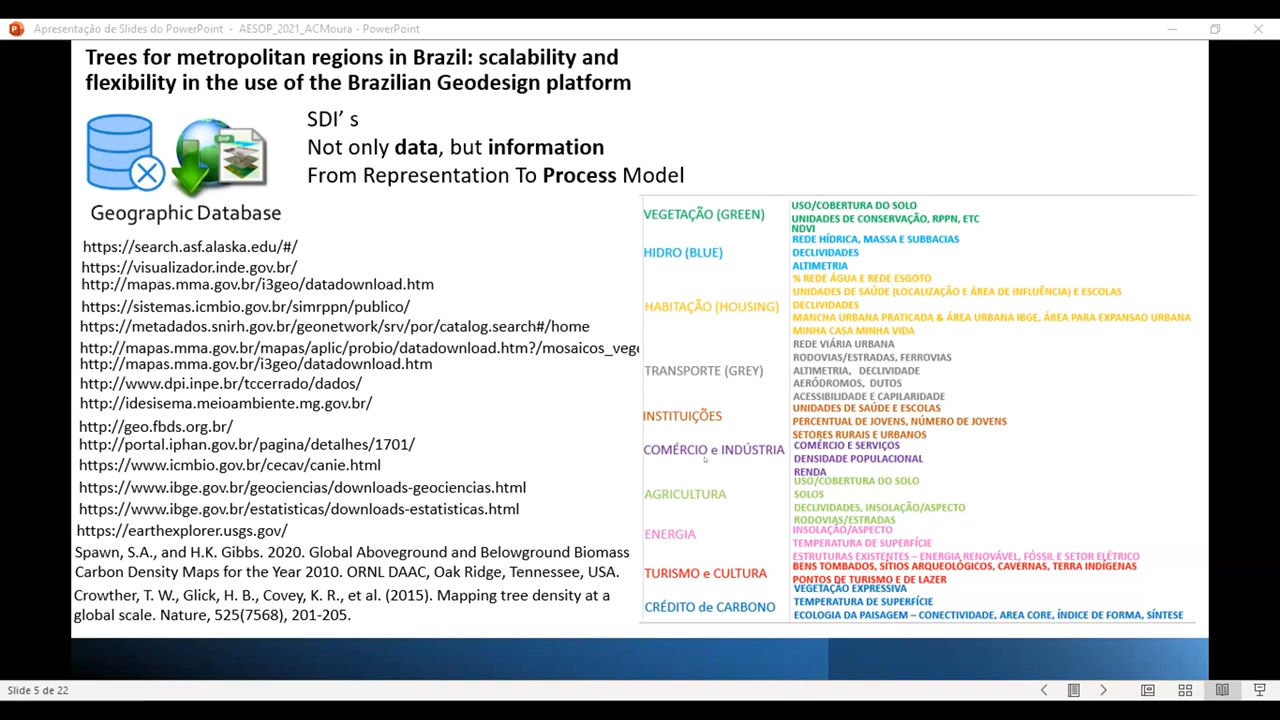 Apresentação de Slides do PowerPoint - AESOP_2021_ACMoura - PowerPoint
Trees for metropolitan regions in Brazil: scalability and
flexibility in the use of the Brazilian Geodesign platform
SDI' s
Not only data, but information
From Representation To Process Model
SHP
Geographic Database
https://search.asf.alaska.edu/#/
https://visualizador.inde.gov.br/
http://mapas.mma.gov.br/i3geo/datadownload.htm
https://sistemas.icmbio.gov.br/simrppn/publico/
https://metadados.snirh.gov.br/geonetwork/srv/por/catalog.search#/home
http://mapas.mma.gov.br/mapas/aplic/probio/datadownload.htm?/mosaicos_vege
http://mapas.mma.gov.br/i3geo/datadownload.htm
http://www.dpi.inpe.br/tccerrado/dados/
http://idesisema.meioambiente.mg.gov.br/
http://geo.fbds.org.br/
http://portal.iphan.gov.br/pagina/detalhes/1701/
https://www.icmbio.gov.br/cecav/canie.html
https://www.ibge.gov.br/geociencias/downloads-geociencias.html
https://www.ibge.gov.br/estatisticas/downloads-estatisticas.html
https://earthexplorer.usgs.gov/
Spawn, S.A., and H.K. Gibbs. 2020. Global Aboveground and Belowground Biomass
Carbon Density Maps for the Year 2010. ORNL DAAC, Oak Ridge, Tennessee, USA.
Crowther, T. W., Glick, H. B., Covey, K. R., et al. (2015). Mapping tree density at a
global scale. Nature, 525(7568), 201-205.
VEGETAÇÃO (GREEN)
USO/COBERTURA DO SOLO
UNIDADES DE CONSERVAÇÃO, RPPN, ETC
NDVI
HIDRO (BLUE)
REDE HÍDRICA, MASSA E SUBBACIAS
DECLIVIDADES
ALTIMETRIA
HABITAÇÃO (HOUSING)
% REDE ÁGUA E REDE ESGOTO
UNIDADES DE SAÚDE (LOCALIZAÇÃO E ÁREA DE INFLUÊNCIA) E ESCOLAS
DECLIVIDADES
MANCHA URBANA PRATICADA & ÁREA URBANA IBGE, ÁREA PARA EXPANSAO URBANA
MINHA CASA MINHA VIDA
TRANSPORTE (GREY)
REDE VIÁRIA URBANA
RODOVIAS/ESTRADAS, FERROVIAS
ALTIMETRIA, DECLIVIDADE
AERÓDROMOS, DUTOS
ACESSIBILIDADE E CAPILARIDADE
INSTITUIÇÕES
UNIDADES DE SAÚDE E ESCOLAS
PERCENTUAL DE JOVENS, NÚMERO DE JOVENS
SETORES RURAIS E URBANOS
COMÉRCIO e INDÚSTRIA
COMÉRCIO E SERVIÇOS
DENSIDADE POPULACIONAL
RENDA
AGRICULTURA
USO/COBERTURA DO SOLO
SOLOS
DECLIVIDADES, INSOLAÇÃO/ASPECTO
RODOVIAS/ESTRADAS
ENERGIA
INSOLAÇÃO/ASPECTO
TEMPERATURA DE SUPERFÍCIE
ESTRUTURAS EXISTENTES – ENERGIA RENOVÁVEL, FÓSSIL E SETOR ELÉTRICO
TURISMO e CULTURA
BENS TOMBADOS, SÍTIOS ARQUEOLÓGICOS, CAVERNAS, TERRA INDÍGENAS
PONTOS DE TURISMO E DE LAZER
CRÉDITO de CARBONO
VEGETAÇÃO EXPRESSIVA
TEMPERATURA DE SUPERFÍCIE
ECOLOGIA DA PAISAGEM – CONECTIVIDADE, AREA CORE, ÍNDICE DE FORMA, SÍNTESE
Slide 5 de 22